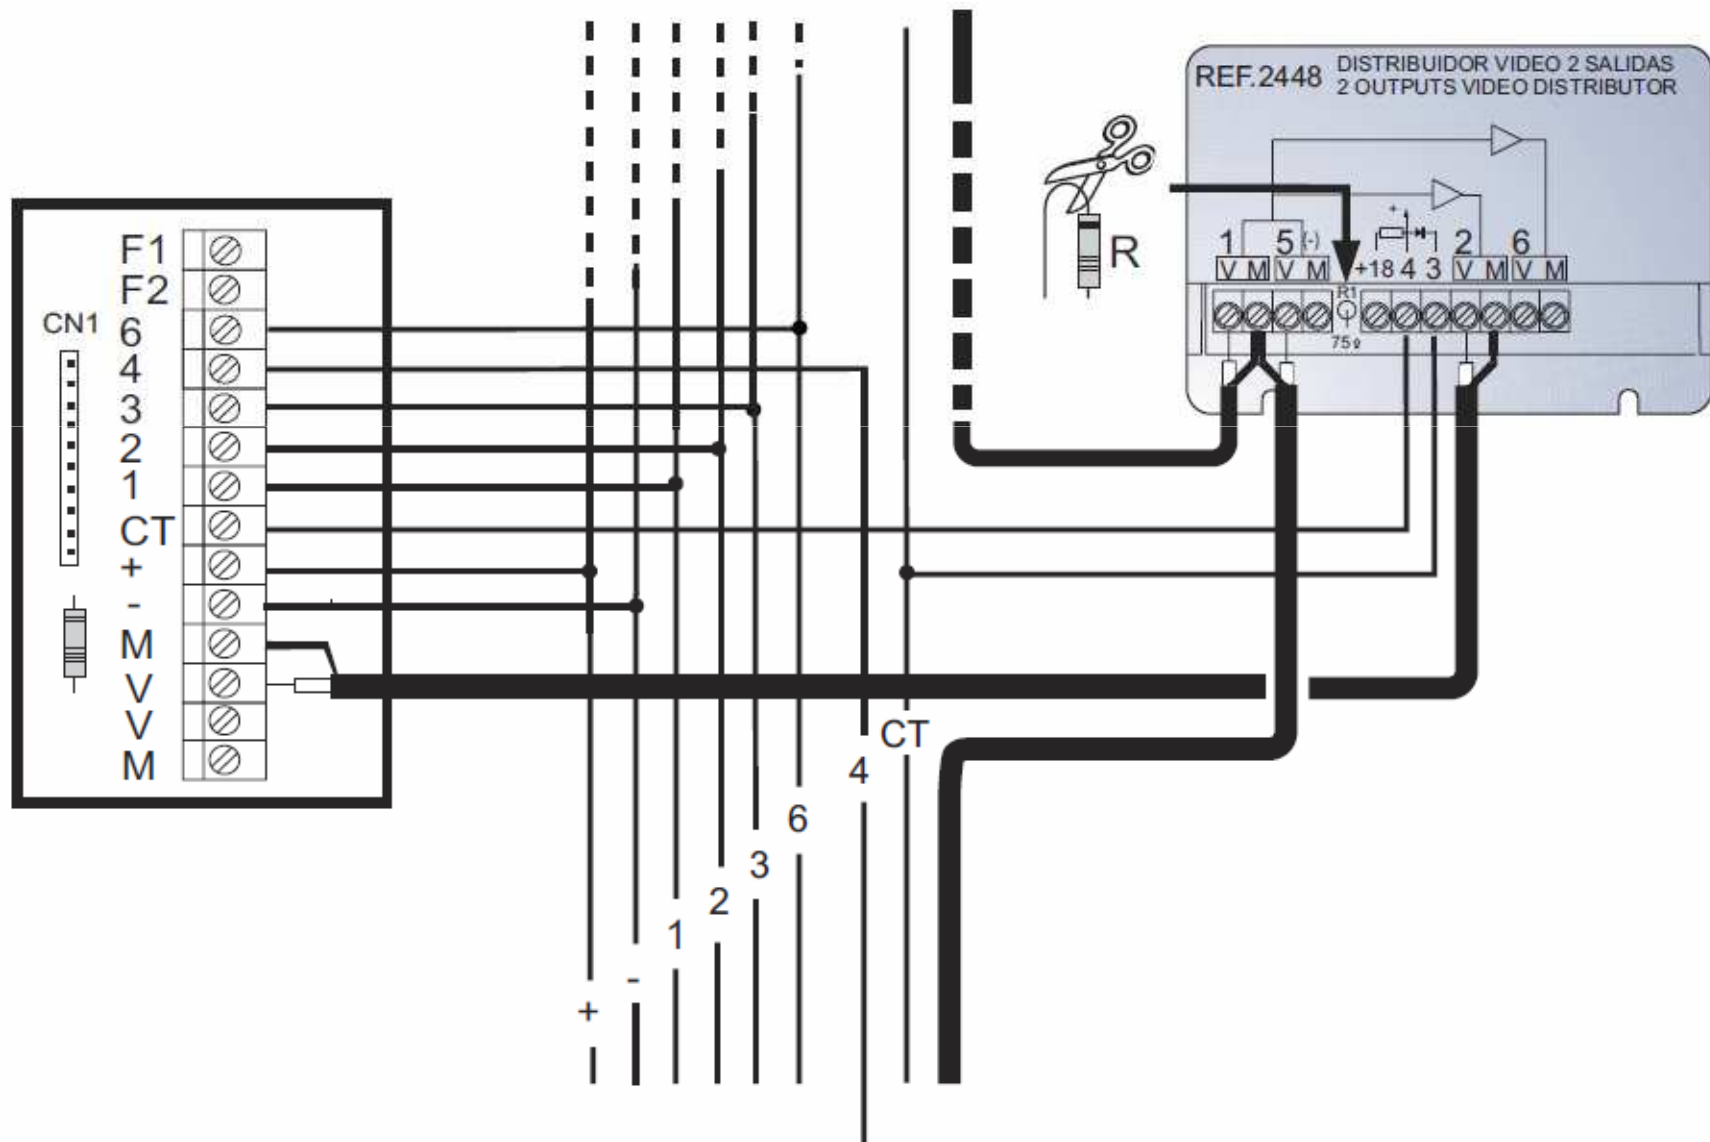 REF.2448
DISTRIBUIDOR VIDEO 2 SALIDAS
2 OUTPUTS VIDEO DISTRIBUTOR
R
+
1 5 (-) 2 6
V M V M +18 4 3 V M V M
R1
75Ω
CN1
F1
F2
6
4
3
2
1
CT
+
-
M
V
V
M
CT
4
6
3
2
1
-
+